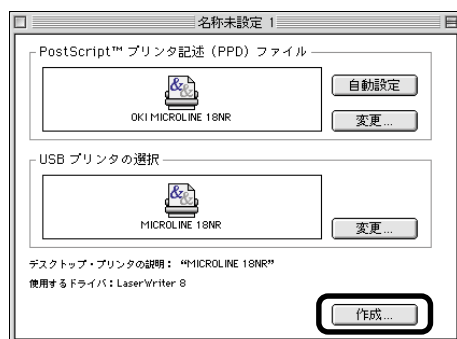 名称未設定 1
PostScript™ プリンタ記述（PPD）ファイル
OKI MICROLINE 18NR
自動設定
変更...
USB プリンタの選択
MICROLINE 18NR
変更...
デスクトップ・プリンタの説明： “MICROLINE 18NR”
使用するドライバ：LaserWriter 8
作成...